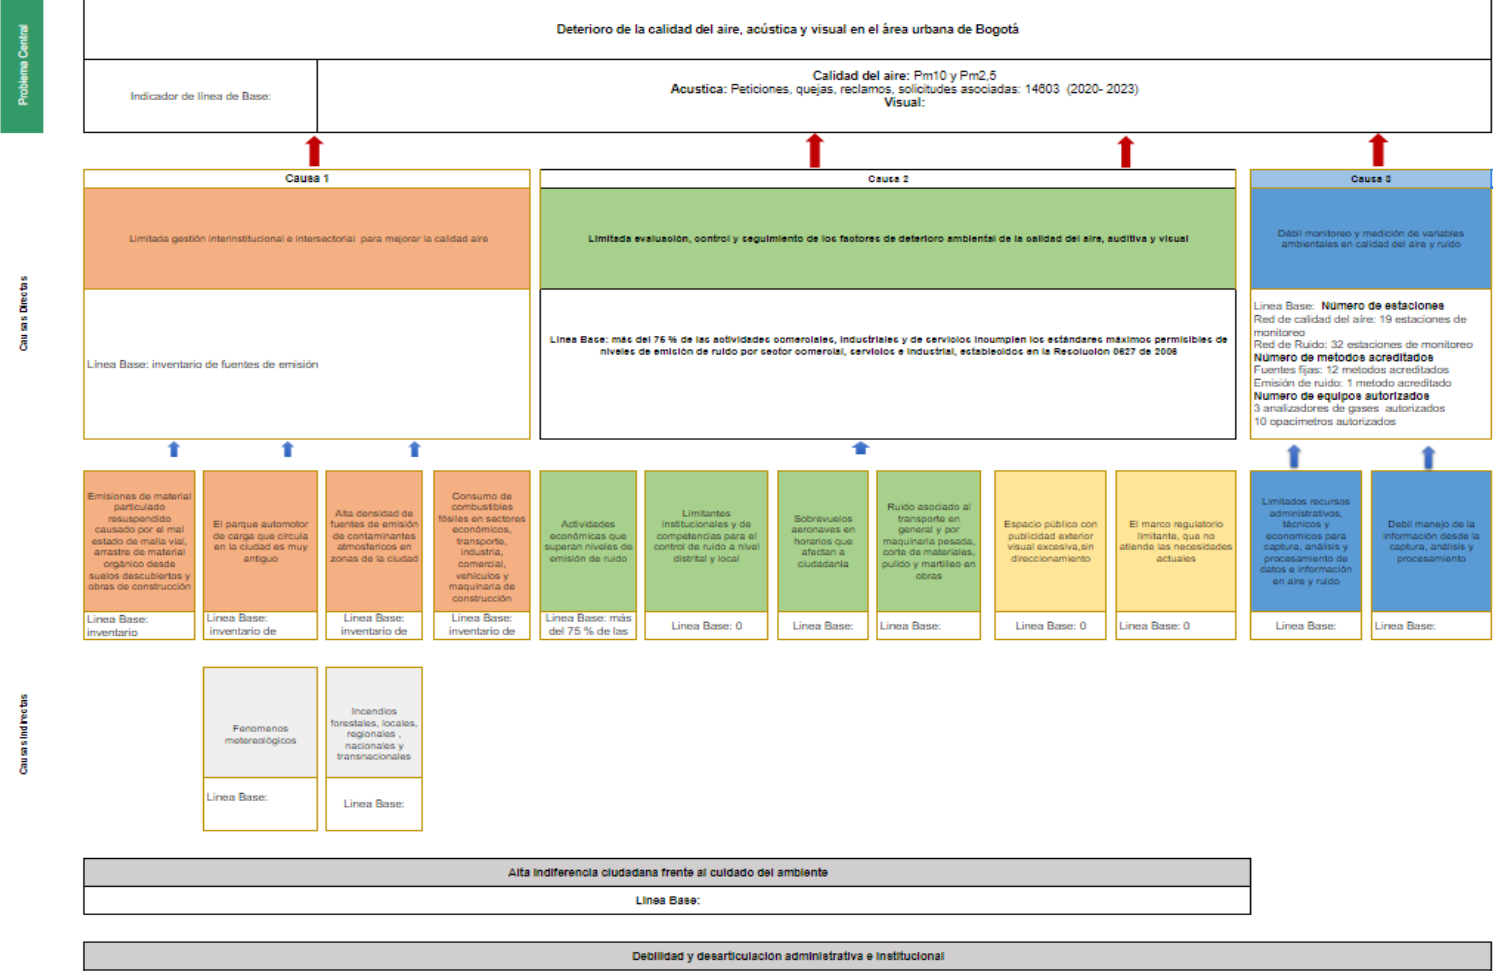 Problema Central
Deterioro de la calidad del aire, acústica y visual en el área urbana de Bogotá
Indicador de línea de Base:
Calidad del aire: Pm10 y Pm2,5
Acustica: Peticiones, quejas, reclamos, solicitudes asociadas: 14603 (2020- 2023)
Visual:
Causas Directas
Causa 1
Limitada gestión interinstitucional e intersectorial para mejorar la calidad aire
Línea Base: inventario de fuentes de emisión
Causa 2
Limitada evaluación, control y seguimiento de los factores de deterioro ambiental de la calidad del aire, auditiva y visual
Linea Base: más del 75 % de las actividades comerciales, industriales y de servicios incumplen los estándares máximos permisibles de
niveles de emisión de ruido por sector comercial, servicios e industrial, establecidos en la Resolución 0627 de 2006
Causa 3
Débil monitoreo y medición de variables
ambientales en calidad del aire y ruido
Linea Base: Número de estaciones
Red de calidad del aire: 19 estaciones de
monitoreo
Red de Ruido: 32 estaciones de monitoreo
Número de metodos acreditados
Fuentes fijas: 12 metodos acreditados
Emisión de ruido: 1 metodo acreditado
Numero de equipos autorizados
3 analizadores de gases autorizados
10 opacimetros autorizados
Causas Indirectas
Emisiones de material
particulado
resuspendido
causado por el mal
estado de malla vial,
arrastre de material
orgánico desde
suelos descubiertos y
obras de construcción
Linea Base:
inventario
El parque automotor
de carga que circula
en la ciudad es muy
antiguo
Linea Base:
inventario de
Alta densidad de
fuentes de emisión
de contaminantes
atmosfericos en
zonas de la ciudad
Linea Base:
inventario de
Consumo de
combustibles
fósiles en sectores
económicos,
transporte,
industria,
comercial,
vehículos y
maquinaria de
construcción
Linea Base:
inventario de
Actividades
económicas que
superan niveles de
emisión de ruido
Linea Base: más
del 75 % de las
Limitantes
institucionales y de
competencias para el
control de ruido a nivel
distrital y local
Linea Base: 0
Sobrevuelos
aeronaves en
horarios que
afectan a
ciudadanía
Linea Base:
Ruido asociado al
transporte en
general y por
maquinaria pesada,
corte de materiales,
pulido y martilleo en
obras
Linea Base:
Espacio público con
publicidad exterior
visual excesiva,sin
direccionamiento
Linea Base: 0
El marco regulatorio
limitante, que no
atiende las necesidades
actuales
Linea Base: 0
Limitados recursos
administrativos,
técnicos y
economicos para
captura, análisis y
procesamiento de
datos e información
en aire y ruido
Linea Base:
Debil manejo de la
información desde la
captura, análisis y
procesamiento
Linea Base:
Fenomenos
metereológicos
Linea Base:
Incendios
forestales, locales,
regionales ,
nacionales y
transnacionales
Linea Base:
Alta indiferencia ciudadana frente al cuidado del ambiente
Linea Base:
Debilidad y desarticulación administrativa e institucional